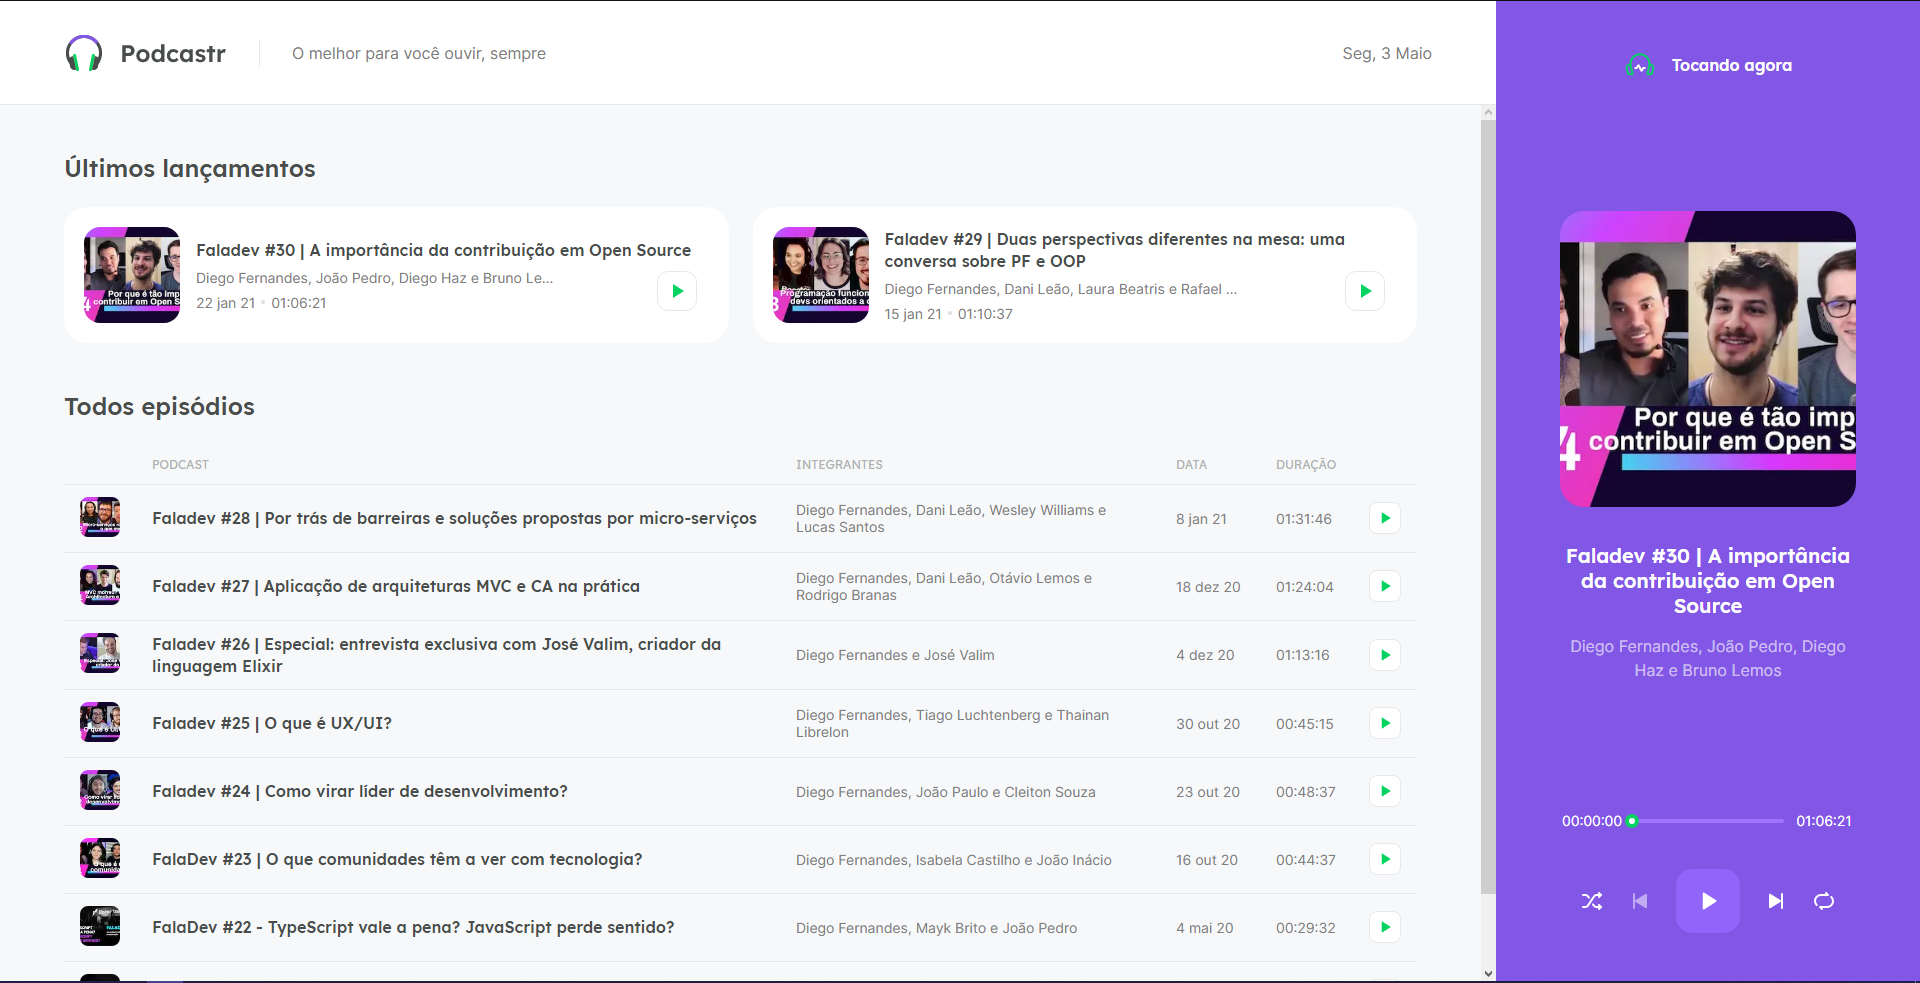 Podcastr
O melhor para você ouvir, sempre
Seg, 3 Maio
Últimos lançamentos
Faladev #30 | A importância da contribuição em Open Source
Diego Fernandes, João Pedro, Diego Haz e Bruno Le...
22 jan 21 • 01:06:21
Por que é tão imp
4 contribuir em Open S
Faladev #29 | Duas perspectivas diferentes na mesa: uma
conversa sobre PF e OOP
Diego Fernandes, Dani Leão, Laura Beatris e Rafael ...
15 jan 21 • 01:10:37
Programação funcion
devs orientados a
Todos episódios
PODCAST INTEGRANTES DATA DURAÇÃO
Faladev #28 | Por trás de barreiras e soluções propostas por micro-serviços
Diego Fernandes, Dani Leão, Wesley Williams e
Lucas Santos
8 jan 21
01:31:46
Faladev #27 | Aplicação de arquiteturas MVC e CA na prática
Diego Fernandes, Dani Leão, Otávio Lemos e
Rodrigo Branas
18 dez 20
01:24:04
Faladev #26 | Especial: entrevista exclusiva com José Valim, criador da
linguagem Elixir
Diego Fernandes e José Valim
4 dez 20
01:13:16
Faladev #25 | O que é UX/UI?
Diego Fernandes, Tiago Luchtenberg e Thainan
Librelon
30 out 20
00:45:15
Faladev #24 | Como virar líder de desenvolvimento?
Diego Fernandes, João Paulo e Cleiton Souza
23 out 20
00:48:37
FalaDev #23 | O que comunidades têm a ver com tecnologia?
Diego Fernandes, Isabela Castilho e João Inácio
16 out 20
00:44:37
FalaDev #22 - TypeScript vale a pena? JavaScript perde sentido?
Diego Fernandes, Mayk Brito e João Pedro
4 mai 20
00:29:32
Tocando agora
Por que é tão imp
4 contribuir em Open S
Faladev #30 | A importância
da contribuição em Open
Source
Diego Fernandes, João Pedro, Diego
Haz e Bruno Lemos
00:00:00
01:06:21